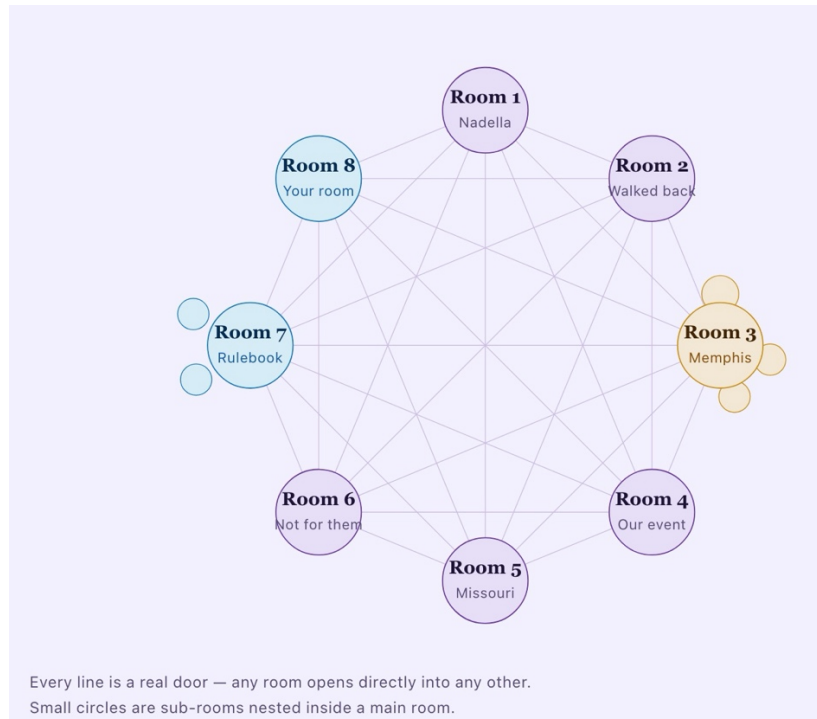 Room 1
Nadella
Room 8
Your room
Room 2
Walked back
Room 7
Rulebook
Room 3
Memphis
Room 6
Not for them
Room 4
Our event
Room 5
Missouri
Every line is a real door — any room opens directly into any other.
Small circles are sub-rooms nested inside a main room.